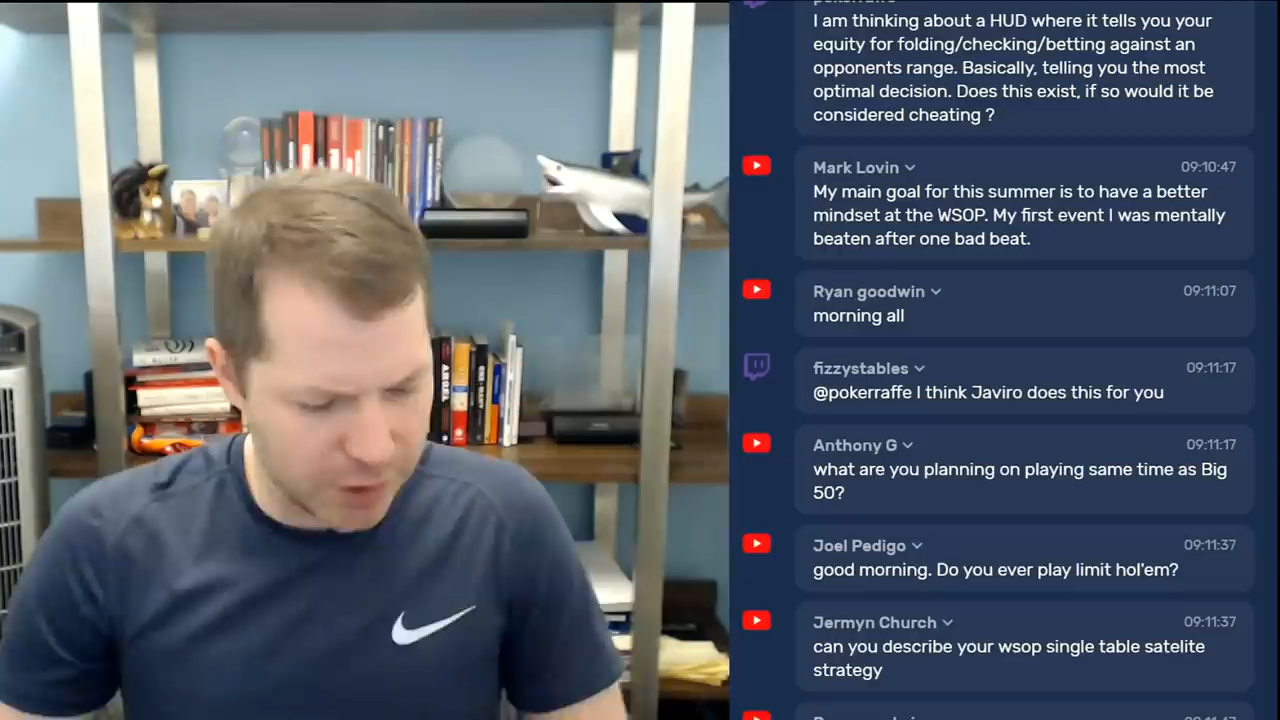 I am thinking about a HUD where it tells you your
equity for folding/checking/betting against an
opponents range. Basically, telling you the most
optimal decision. Does this exist, if so would it be
considered cheating ?
Mark Lovin 09:10:47
My main goal for this summer is to have a better
mindset at the WSOP. My first event I was mentally
beaten after one bad beat.
Ryan goodwin 09:11:07
morning all
fizzystables 09:11:17
@pokerraffe I think Javiro does this for you
Anthony G 09:11:17
what are you planning on playing same time as Big
50?
Joel Pedigo 09:11:37
good morning. Do you ever play limit hol'em?
Jermyn Church 09:11:37
can you describe your wsop single table satelite
strategy